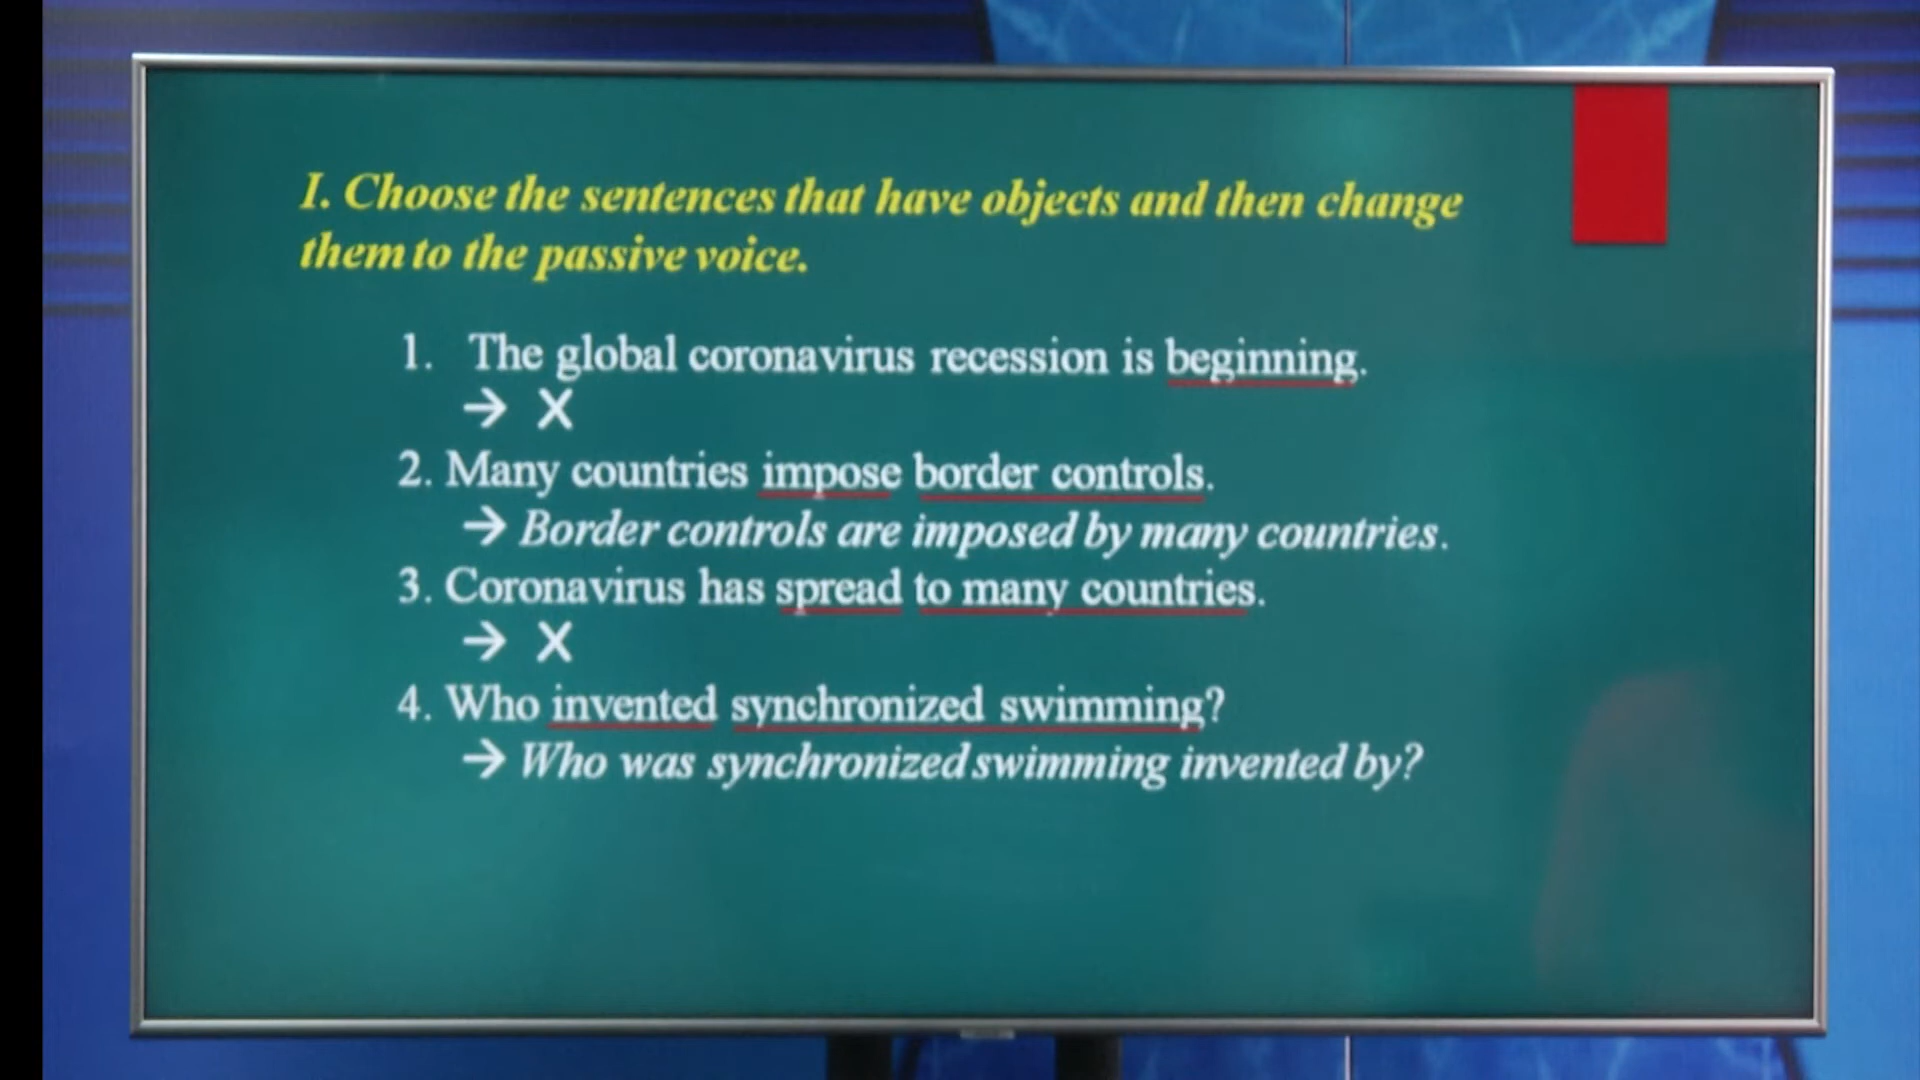 I. Choose the sentences that have objects and then change
them to the passive voice.
1. The global coronavirus recession is beginning.
→ X
2. Many countries impose border controls.
→ Border controls are imposed by many countries.
3. Coronavirus has spread to many countries.
→ X
4. Who invented synchronized swimming?
→ Who was synchronized swimming invented by?